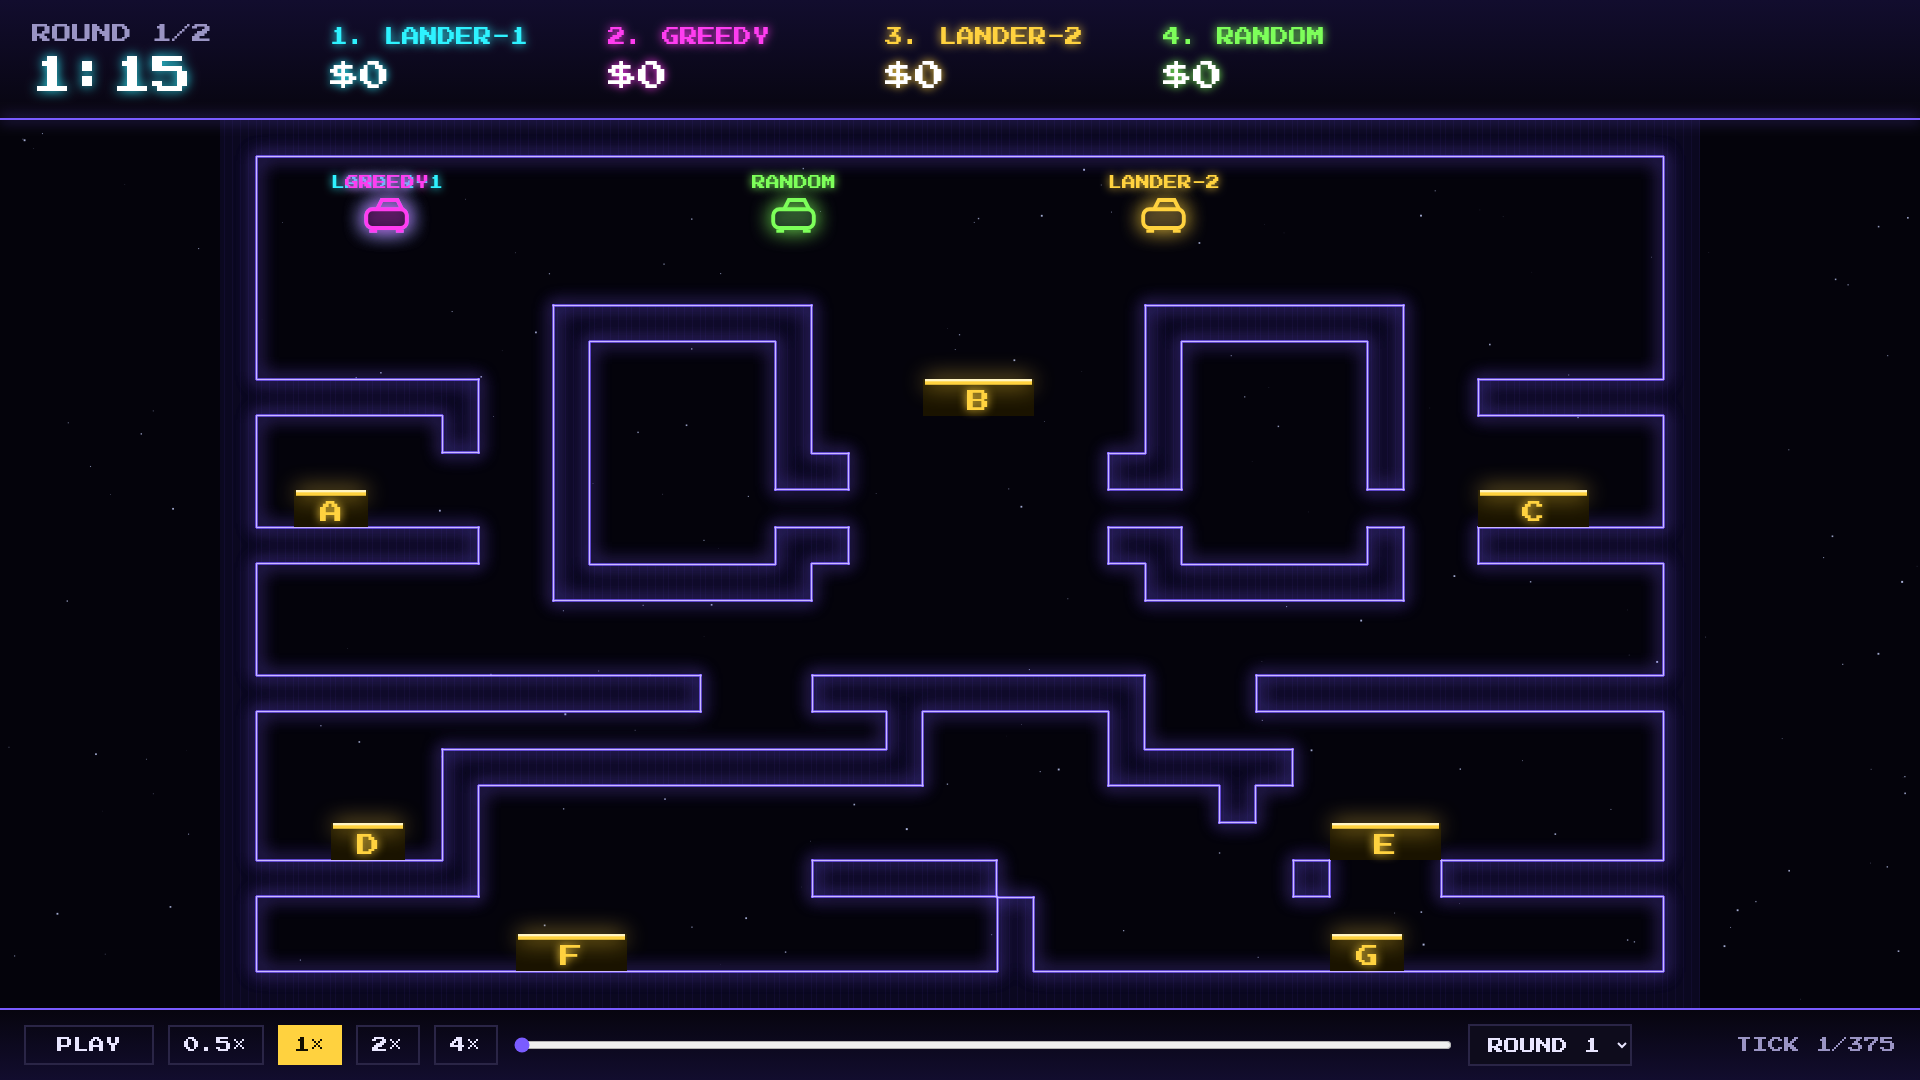 ROUND 1/2
1:15
1. LANDER-1
$0
2. GREEDY
$0
3. LANDER-2
$0
4. RANDOM
$0
RANDOM
LANDER-2
B
A
C
D
E
F
G
PLAY
0.5×
1×
2×
4×
ROUND 1
TICK 1/375